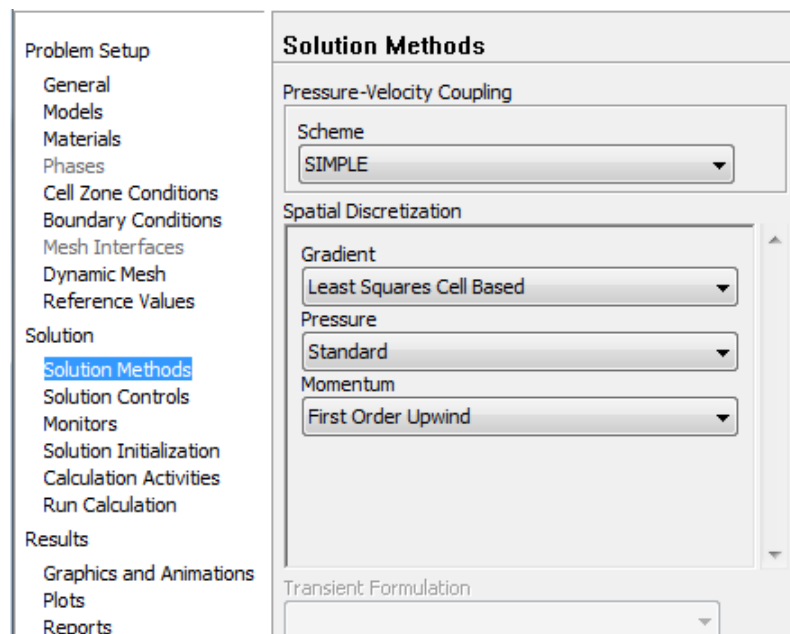 Problem Setup
General
Models
Materials
Phases
Cell Zone Conditions
Boundary Conditions
Mesh Interfaces
Dynamic Mesh
Reference Values
Solution
Solution Methods
Solution Controls
Monitors
Solution Initialization
Calculation Activities
Run Calculation
Results
Graphics and Animations
Plots
Reports
Solution Methods
Pressure-Velocity Coupling
Scheme
SIMPLE
Spatial Discretization
Gradient
Least Squares Cell Based
Pressure
Standard
Momentum
First Order Upwind
Transient Formulation